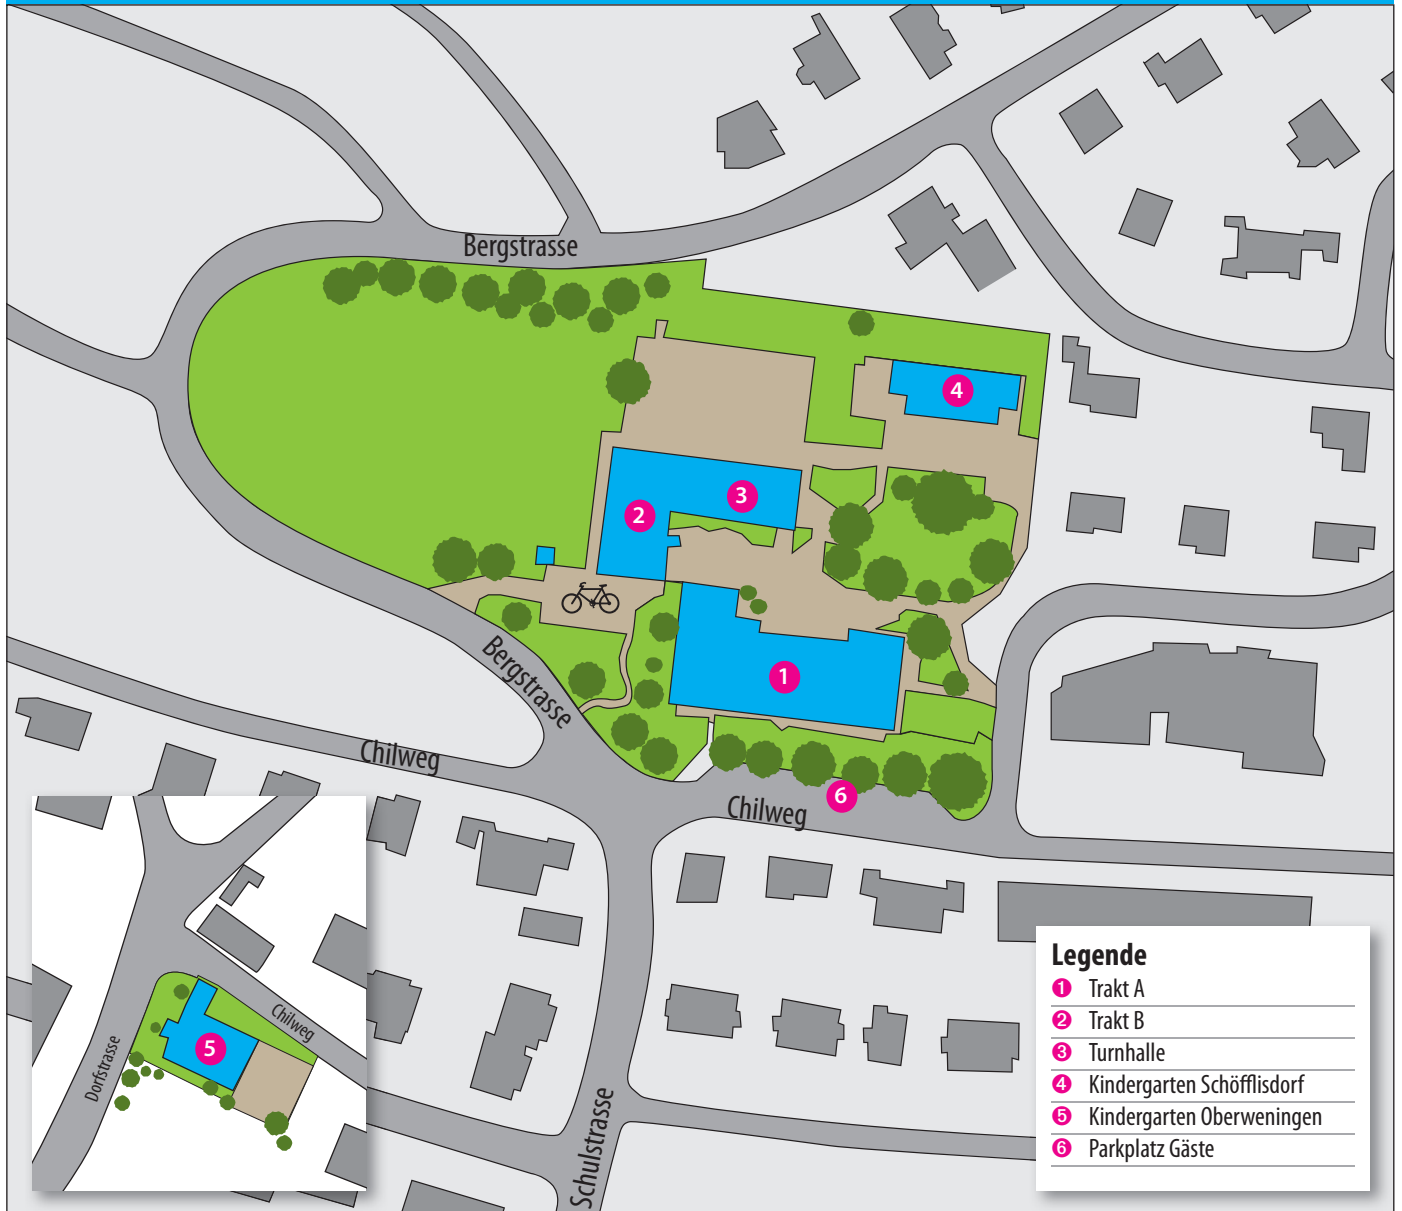 Bergstrasse
4
3
2
Bergstrasse
1
Chilweg
6
Chilweg
Chilweg
5
Dorfstrasse
Schulstrasse
Legende
1 Trakt A
2 Trakt B
3 Turnhalle
4 Kindergarten Schöfflisdorf
5 Kindergarten Oberweningen
6 Parkplatz Gäste